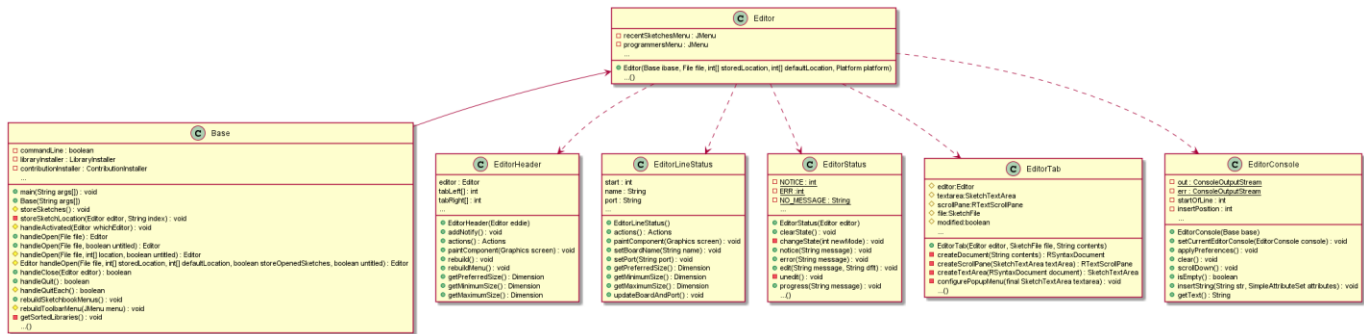 C Editor
recentSketchesMenu : JMenu
programmersMenu : JMenu
...
Editor(Base ibase, File file, int[] storedLocation, int[] defaultLocation, Platform platform)
...()
C Base
commandLine : boolean
libraryInstaller : LibraryInstaller
contributionInstaller : ContributionInstaller
...
main(String args[]) : void
Base(String args[])
storeSketches() : void
storeSketchLocation(Editor editor, String index) : void
handleActivated(Editor whichEditor) : void
handleOpen(File file) : Editor
handleOpen(File file, boolean untitled) : Editor
handleOpen(File file, int[] location, boolean untitled) : Editor
Editor handleOpen(File file, int[] storedLocation, int[] defaultLocation, boolean storeOpenedSketches, boolean untitled) : Editor
handleClose(Editor editor) : boolean
handleQuit() : boolean
handleQuitEach() : boolean
rebuildSketchbookMenus() : void
rebuildToolbarMenu(JMenu menu) : void
getSortedLibraries() : void
...()
C EditorHeader
editor : Editor
tabLeft[] : int
tabRight[] : int
...
EditorHeader(Editor eddie)
addNotify() : void
actions() : Actions
paintComponent(Graphics screen) : void
rebuild() : void
rebuildMenu() : void
getPreferredSize() : Dimension
getMinimumSize() : Dimension
getMaximumSize() : Dimension
C EditorLineStatus
start : int
name : String
port : String
...
EditorLineStatus()
actions() : Actions
paintComponent(Graphics screen) : void
setBoardName(String name) : void
setPort(String port) : void
getPreferredSize() : Dimension
getMinimumSize() : Dimension
getMaximumSize() : Dimension
updateBoardAndPort() : void
C EditorStatus
NOTICE : int
ERR :int
NO_MESSAGE : String
...
EditorStatus(Editor editor)
clearState() : void
changeState(int newMode) : void
notice(String message) : void
error(String message) : void
edit(String message, String dflt) : void
unedit() : void
progress(String message) : void
...()
C EditorTab
editor:Editor
textarea:SketchTextArea
scrollPane:RTextScrollPane
file:SketchFile
modified:boolean
...
EditorTab(Editor editor, SketchFile file, String contents)
createDocument(String contents) : RSyntaxDocument
createScrollPane(SketchTextArea textArea) : RTextScrollPane
createTextArea(RSyntaxDocument document) : SketchTextArea
configurePopupMenu(final SketchTextArea textarea) : void
...()
C EditorConsole
out : ConsoleOutputStream
err : ConsoleOutputStream
startOfLine : int
insertPosition : int
...
EditorConsole(Base base)
setCurrentEditorConsole(EditorConsole console) : void
applyPreferences() : void
clear() : void
scrollDown() : void
isEmpty() : boolean
insertString(String str, SimpleAttributeSet attributes) : void
getText() : String